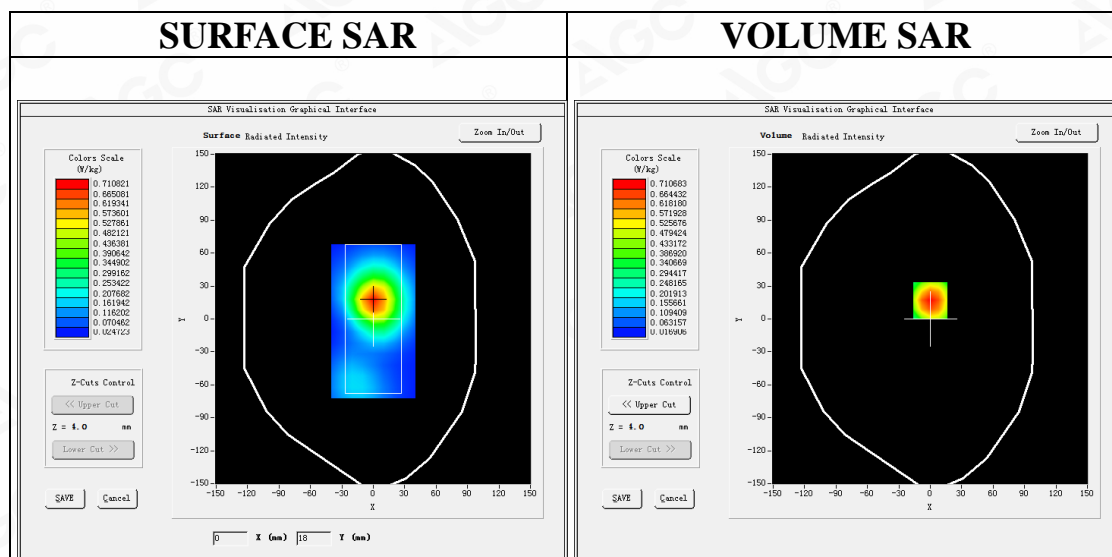 SURFACE SAR
VOLUME SAR
SAR Visualisation Graphical Interface
Surface Radiated Intensity
Zoom In/Out
Colors Scale
(W/kg)
0.710821
0.665081
0.619341
0.573601
0.527861
0.482121
0.436381
0.390642
0.344902
0.299162
0.253422
0.207682
0.161942
0.116202
0.070462
0.024723
Z-Cuts Control
<< Upper Cut
Z = 4.0 mm
Lower Cut >>
SAVE
Cancel
150
120
90
60
30
0
-30
-60
-90
-120
-150
Y
-150 -120 -90 -60 -30 0 30 60 90 120 150
X
0 X (mm) 18 Y (mm)
SAR Visualisation Graphical Interface
Volume Radiated Intensity
Zoom In/Out
Colors Scale
(W/kg)
0.710683
0.664432
0.618180
0.571928
0.525676
0.479424
0.433172
0.386920
0.340669
0.294417
0.248165
0.201913
0.155661
0.109409
0.063157
0.016906
Z-Cuts Control
<< Upper Cut
Z = 4.0 mm
Lower Cut >>
SAVE
Cancel
150
120
90
60
30
0
-30
-60
-90
-120
-150
Y
-150 -120 -90 -60 -30 0 30 60 90 120 150
X
AGC